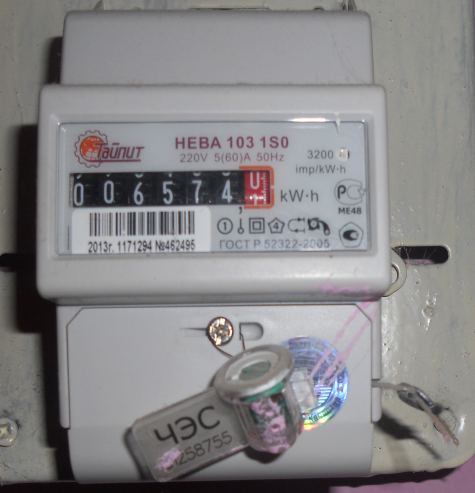 Тайпит
НЕВА 103 1S0
220V 5(60)A 50Hz
3200
imp/kW·h
006574
kW·h
МЕ48
2013г. 1171294 №462495
ГОСТ Р 52322-2005
ЧЭС
58755